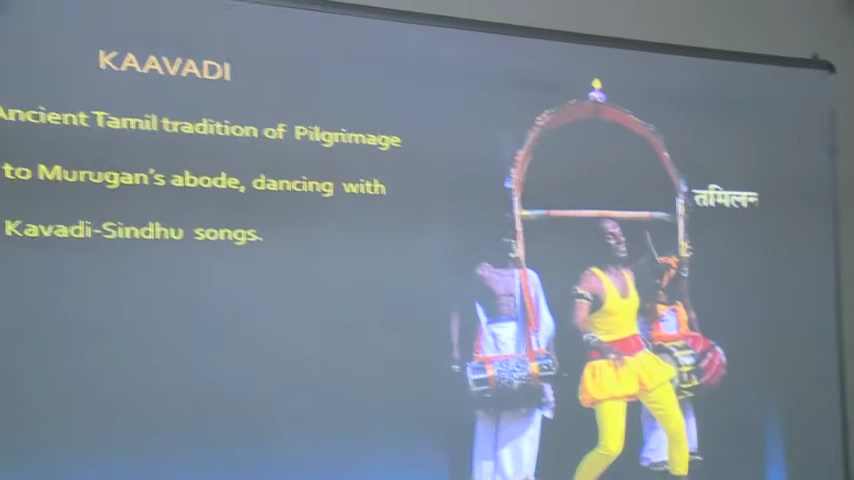 KAAVADI
Ancient Tamil tradition of Pilgrimage
to Murugan's abode, dancing with
Kavadi-Sindhu songs.
तमिलन